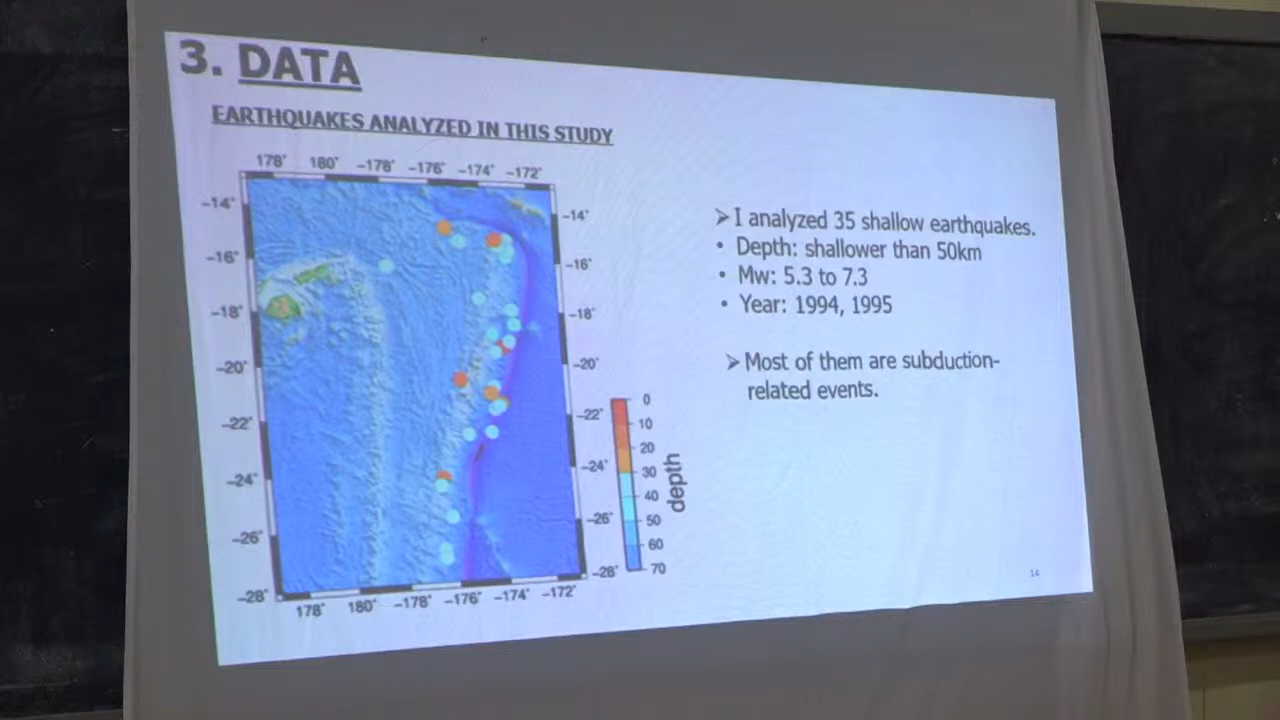 3. DATA
EARTHQUAKES ANALYZED IN THIS STUDY
178° 180° -178° -176° -174° -172°
-14° -14°
-16° -16°
-18° -18°
-20° -20°
-22° -22°
-24° -24°
-26° -26°
-28° -28°
178° 180° -178° -176° -174° -172°
0
10
20
30
40
50
60
70
depth
➢ I analyzed 35 shallow earthquakes.
• Depth: shallower than 50km
• Mw: 5.3 to 7.3
• Year: 1994, 1995
➢ Most of them are subduction-
related events.
14